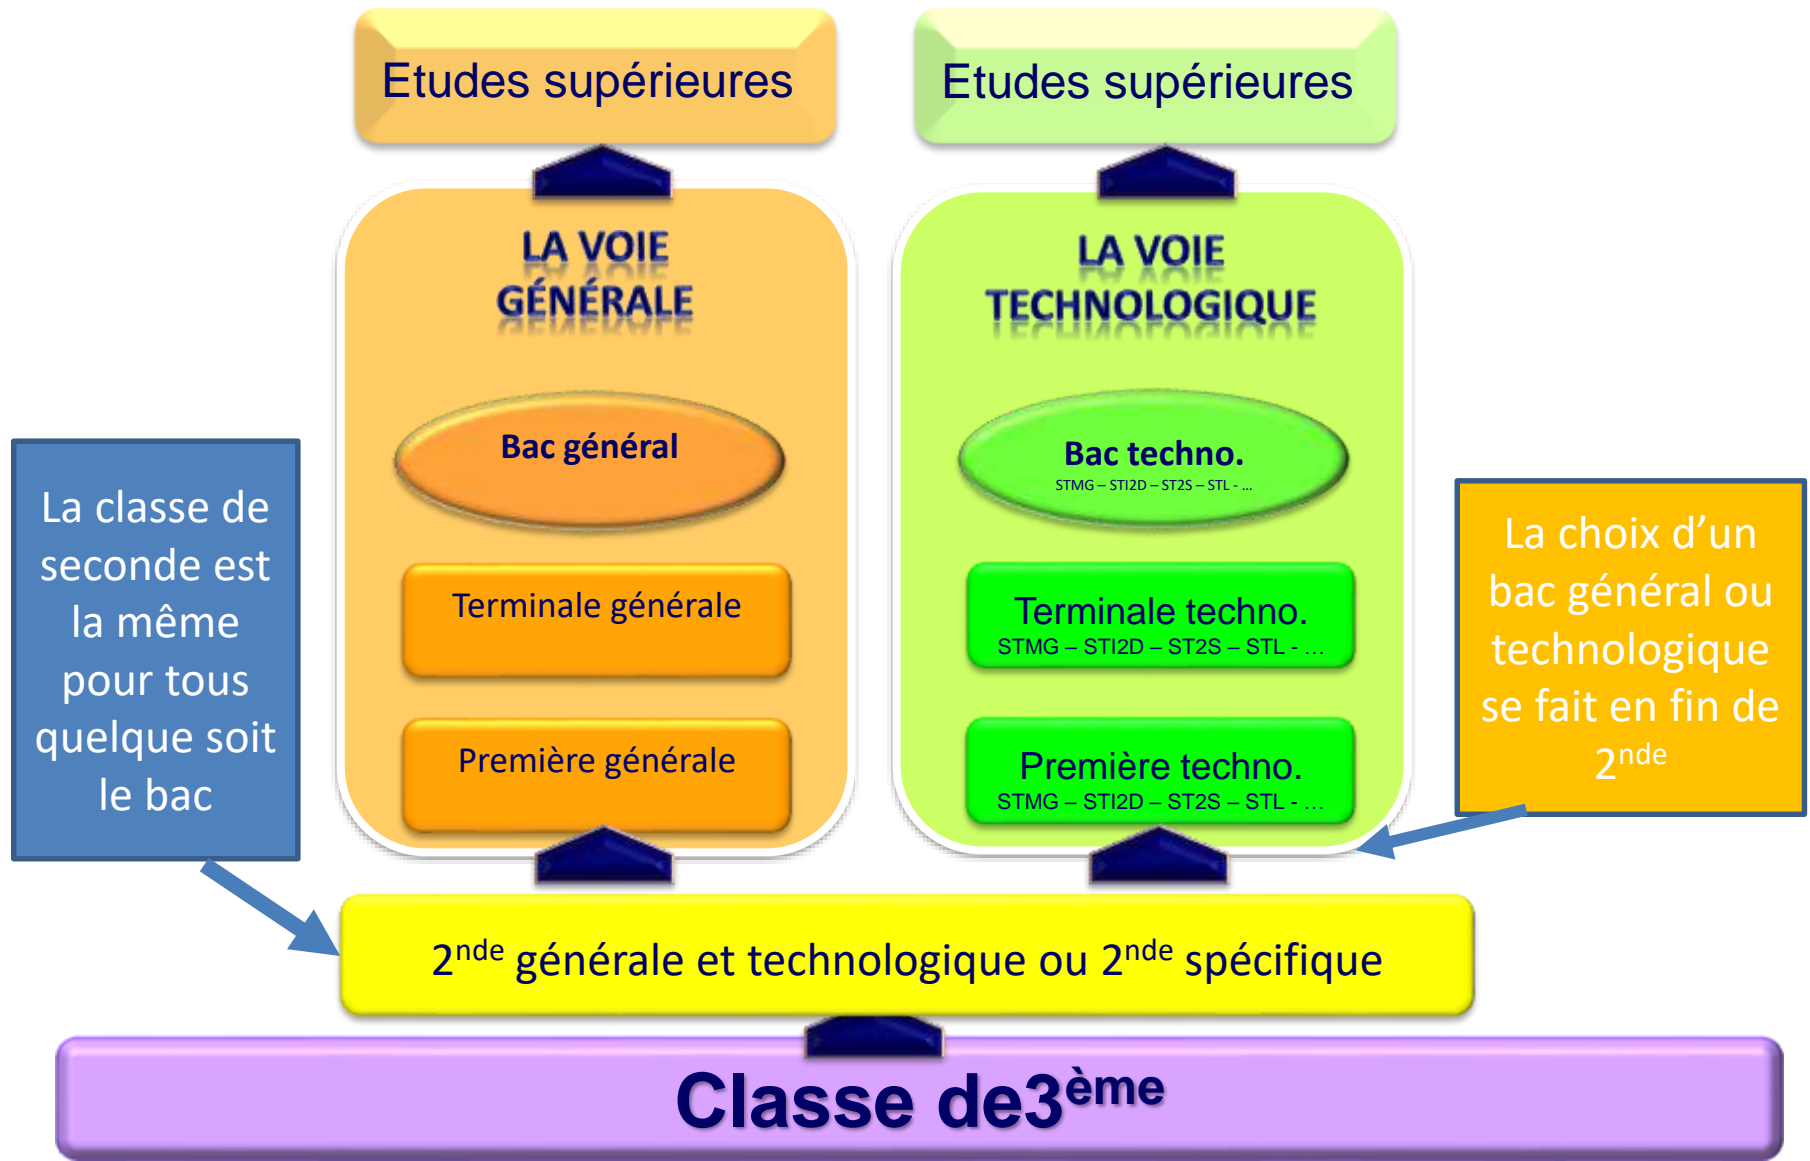 Etudes supérieures
Etudes supérieures
LA VOIE
GÉNÉRALE
LA VOIE
TECHNOLOGIQUE
Bac général
Bac techno.
STMG – STI2D – ST2S – STL - ...
La classe de
seconde est
la même
pour tous
quelque soit
le bac
La choix d’un
bac général ou
technologique
se fait en fin de
2nde
Terminale générale
Terminale techno.
STMG – STI2D – ST2S – STL - ...
Première générale
Première techno.
STMG – STI2D – ST2S – STL - ...
2nde générale et technologique ou 2nde spécifique
Classe de3ème